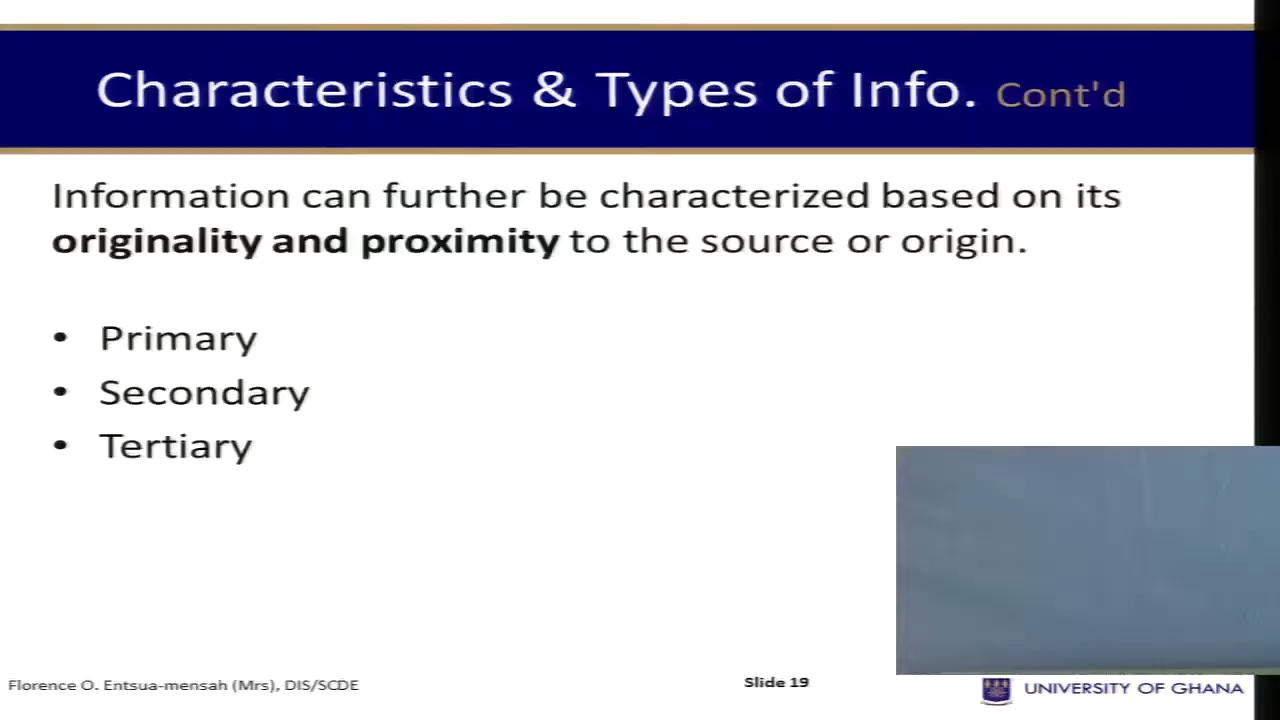 Characteristics & Types of Info. Cont'd
Information can further be characterized based on its
originality and proximity to the source or origin.
• Primary
• Secondary
• Tertiary
Florence O. Entsua-mensah (Mrs), DIS/SCDE
Slide 19
UNIVERSITY OF GHANA